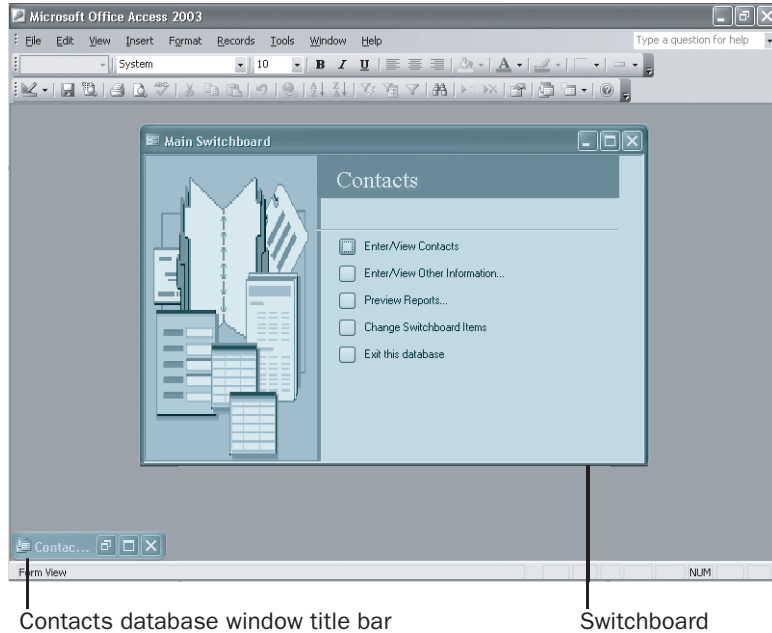 Microsoft Office Access 2003
File Edit View Insert Format Records Tools Window Help Type a question for help
System 10 B I U A
Main Switchboard
Contacts
Enter/View Contacts
Enter/View Other Information...
Preview Reports...
Change Switchboard Items
Exit this database
Contac...
Form View NUM
Contacts database window title bar Switchboard